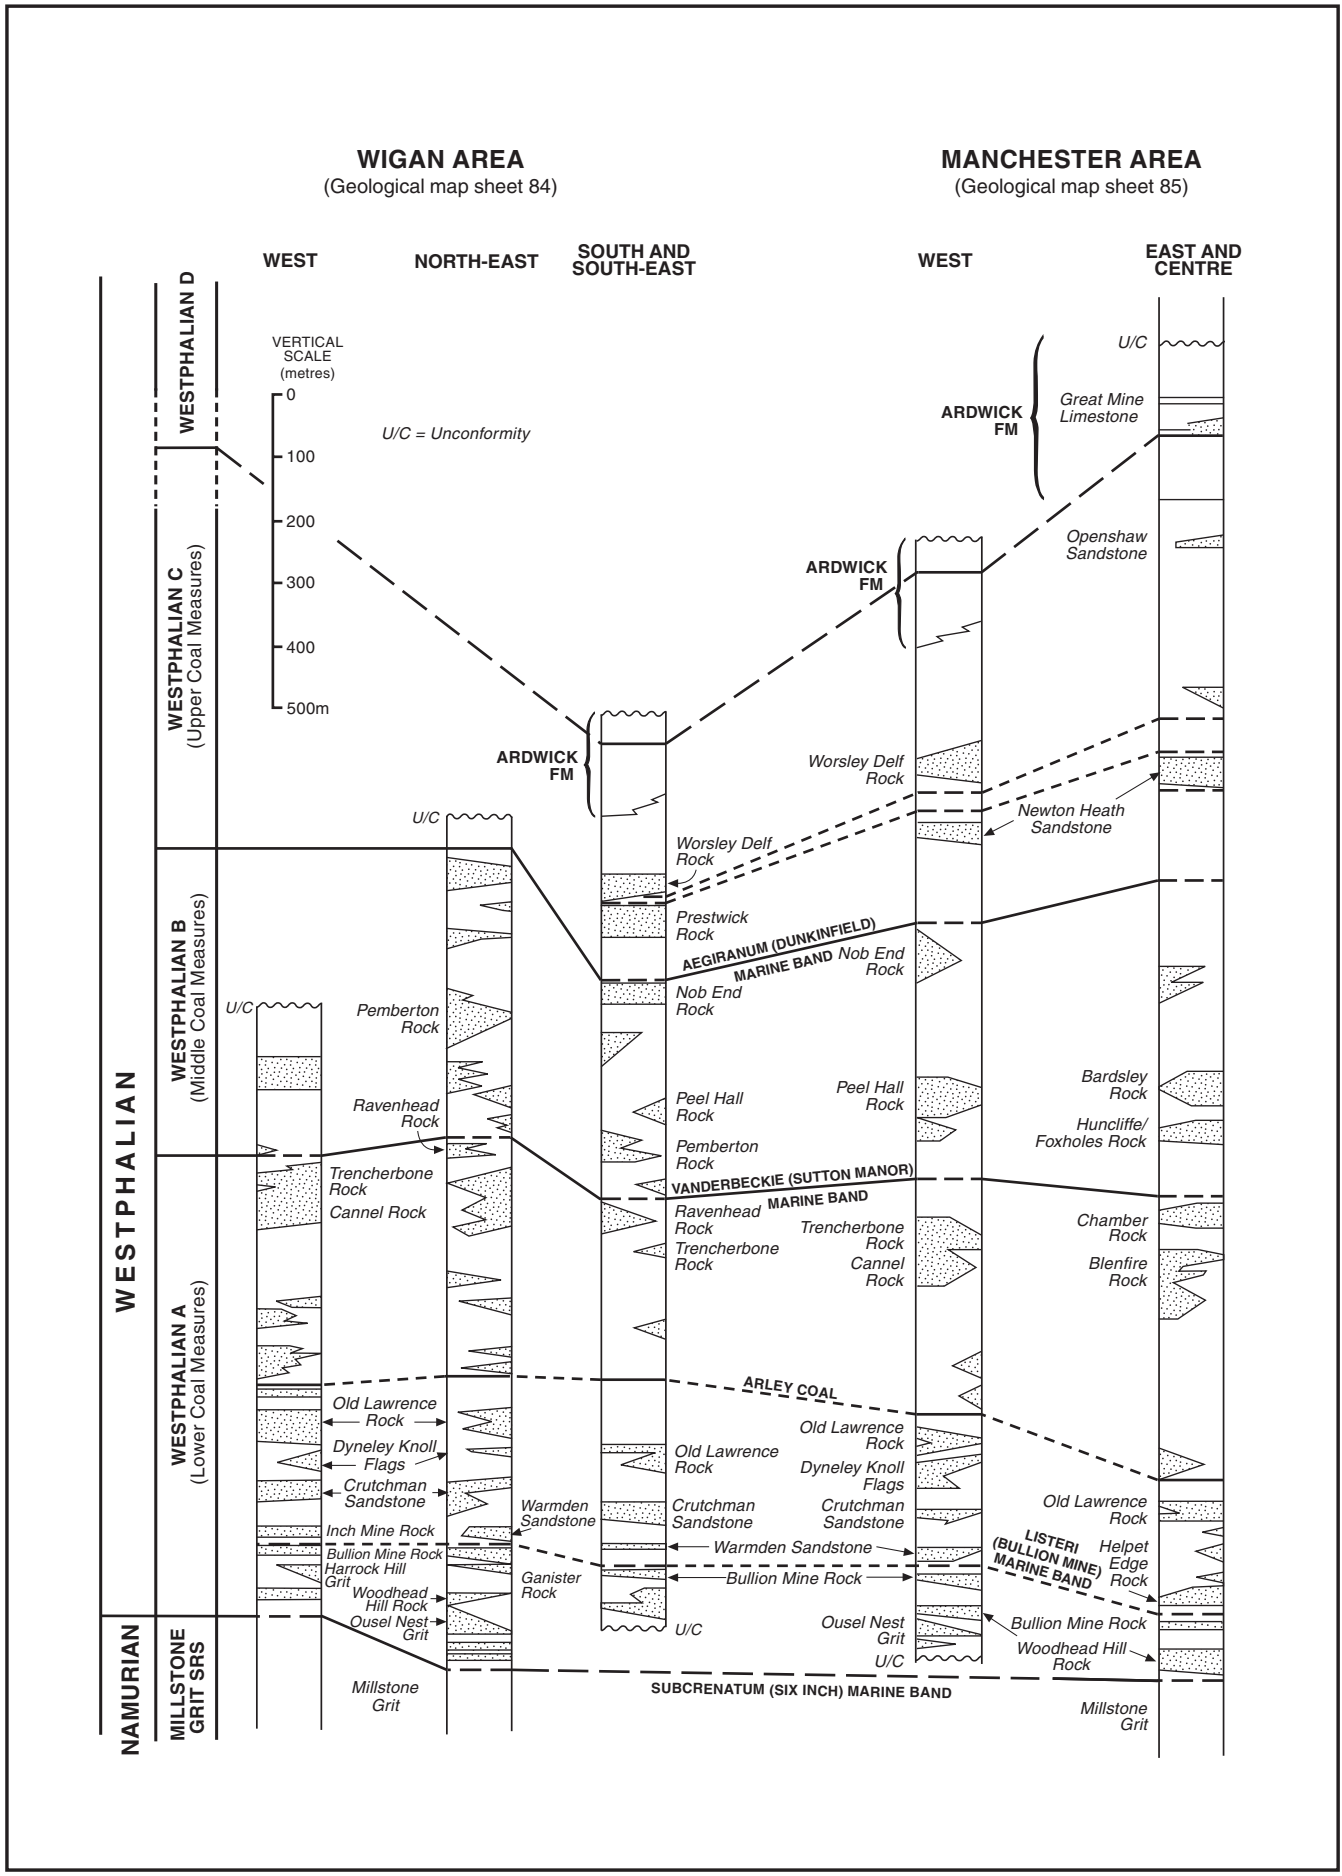 WIGAN AREA
(Geological map sheet 84)
MANCHESTER AREA
(Geological map sheet 85)
WEST
NORTH-EAST
SOUTH AND
SOUTH-EAST
WEST
EAST AND
CENTRE
WESTPHALIAN
NAMURIAN
WESTPHALIAN D
WESTPHALIAN C
(Upper Coal Measures)
WESTPHALIAN B
(Middle Coal Measures)
WESTPHALIAN A
(Lower Coal Measures)
MILLSTONE
GRIT SRS
VERTICAL
SCALE
(metres)
0
100
200
300
400
500m
U/C = Unconformity
U/C
U/C
Pemberton
Rock
Ravenhead
Rock
Trencherbone
Rock
Cannel Rock
Old Lawrence
Rock
Dyneley Knoll
Flags
Crutchman
Sandstone
Inch Mine Rock
Bullion Mine Rock
Harrock Hill
Grit
Woodhead
Hill Rock
Ousel Nest
Grit
Millstone
Grit
Warmden
Sandstone
Ganister
Rock
ARDWICK
FM
Worsley Delf
Rock
Prestwick
Rock
AEGIRANUM (DUNKINFIELD)
MARINE BAND
Nob End
Rock
Peel Hall
Rock
Pemberton
Rock
VANDERBECKIE (SUTTON MANOR)
MARINE BAND
Ravenhead
Rock
Trencherbone
Rock
ARLEY COAL
Old Lawrence
Rock
Crutchman
Sandstone
Warmden Sandstone
Bullion Mine Rock
U/C
SUBCRENATUM (SIX INCH) MARINE BAND
ARDWICK
FM
Worsley Delf
Rock
Nob End
Rock
Peel Hall
Rock
Trencherbone
Rock
Cannel
Rock
Old Lawrence
Rock
Dyneley Knoll
Flags
Crutchman
Sandstone
Ousel Nest
Grit
U/C
U/C
ARDWICK
FM
Great Mine
Limestone
Openshaw
Sandstone
Newton Heath
Sandstone
Bardsley
Rock
Huncliffe/
Foxholes Rock
Chamber
Rock
Blenfire
Rock
Old Lawrence
Rock
LISTERI
(BULLION MINE)
MARINE BAND
Helpet
Edge
Rock
Bullion Mine Rock
Woodhead Hill
Rock
Millstone
Grit